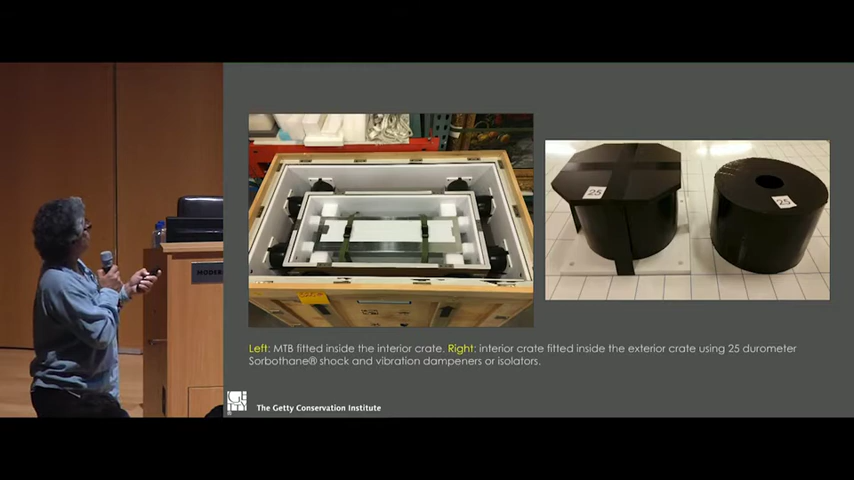 25
25
MODER
Left: MTB fitted inside the interior crate. Right: interior crate fitted inside the exterior crate using 25 durometer
Sorbothane® shock and vibration dampeners or isolators.
The Getty Conservation Institute